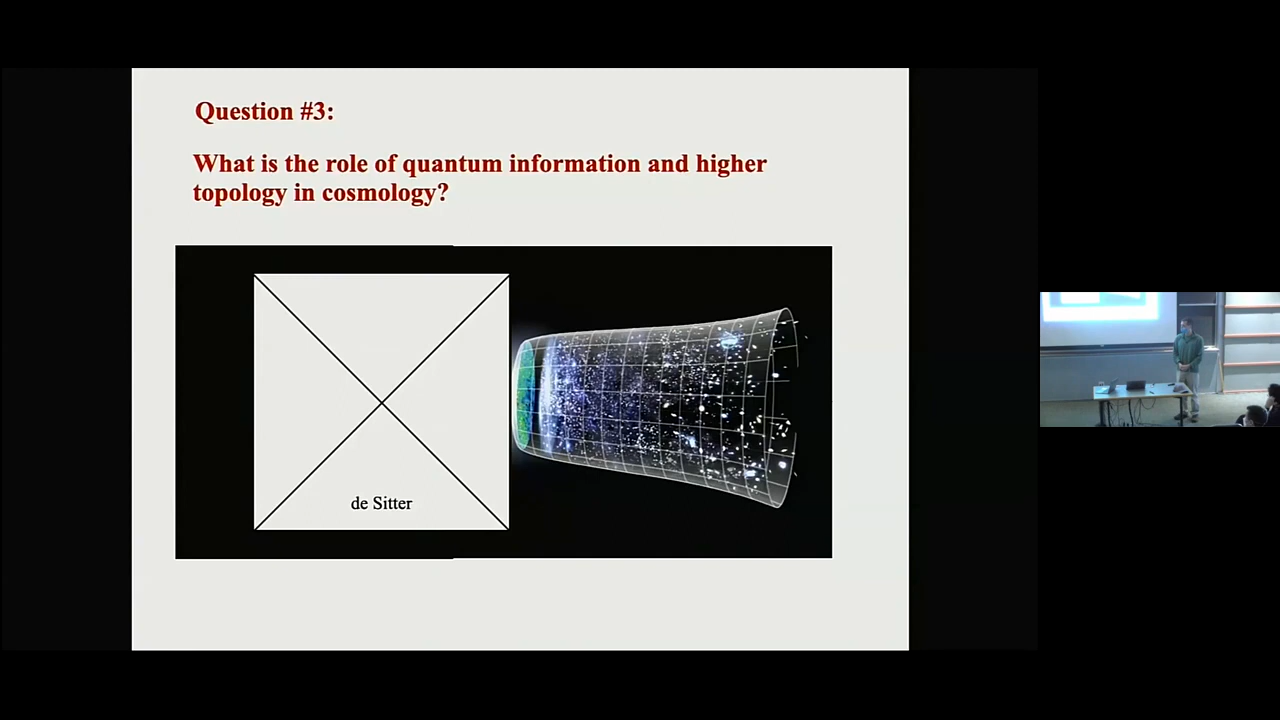 Question #3:
What is the role of quantum information and higher
topology in cosmology?
de Sitter